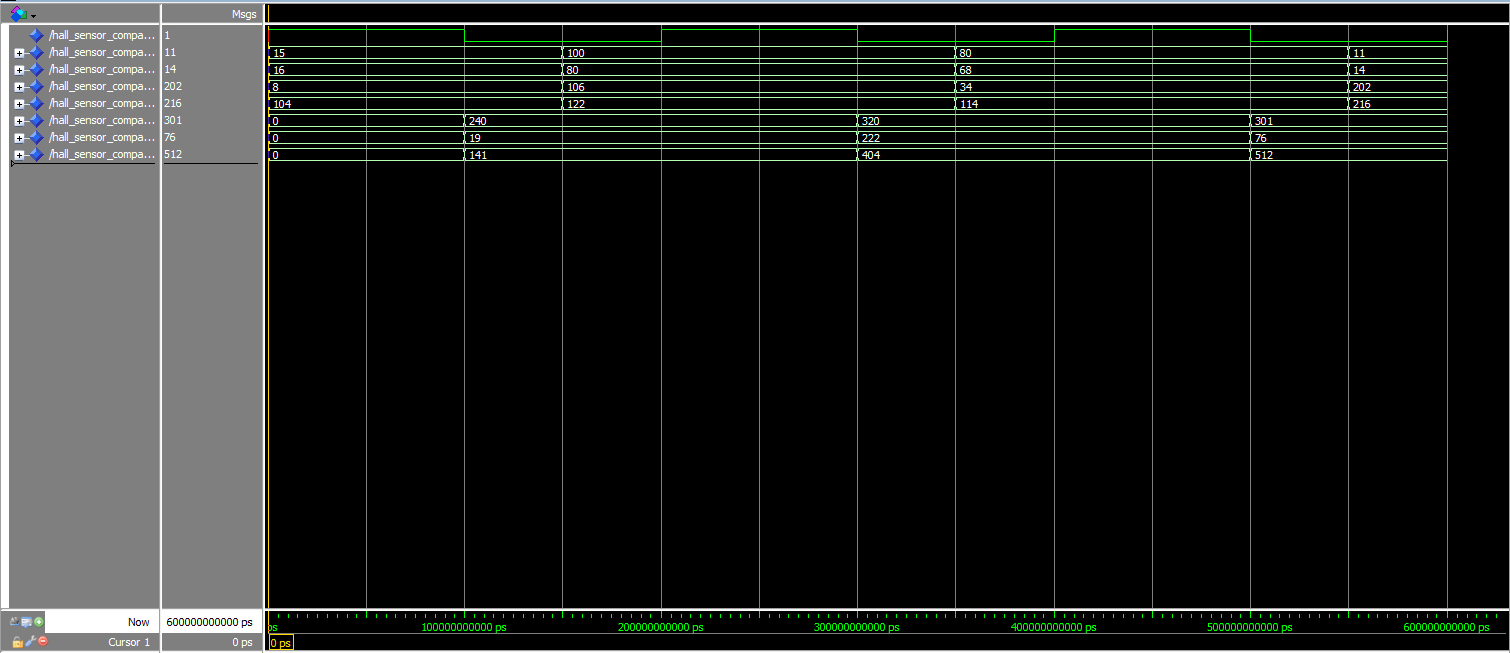 Msgs
/hall_sensor_compa... 1
/hall_sensor_compa... 11 15 100 80 11
/hall_sensor_compa... 14 16 80 68 14
/hall_sensor_compa... 202 8 106 34 202
/hall_sensor_compa... 216 104 122 114 216
/hall_sensor_compa... 301 0 240 320 301
/hall_sensor_compa... 76 0 19 222 76
/hall_sensor_compa... 512 0 141 404 512
Now 600000000000 ps ps 100000000000 ps 200000000000 ps 300000000000 ps 400000000000 ps 500000000000 ps 600000000000 ps
Cursor 1 0 ps 0 ps